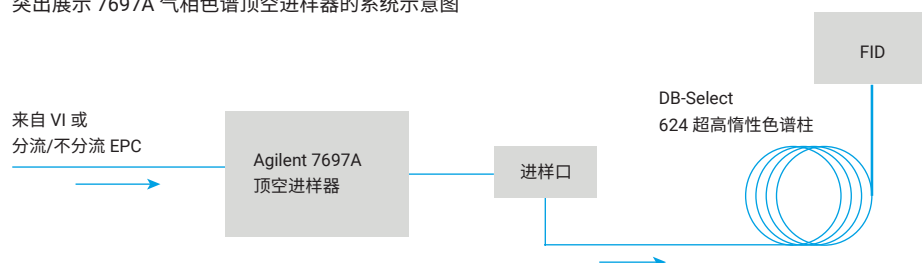 突出展示 7697A 气相色谱顶空进样器的系统示意图
FID
DB-Select
624 超高惰性色谱柱
来自 VI 或
分流/不分流 EPC
Agilent 7697A
顶空进样器
进样口